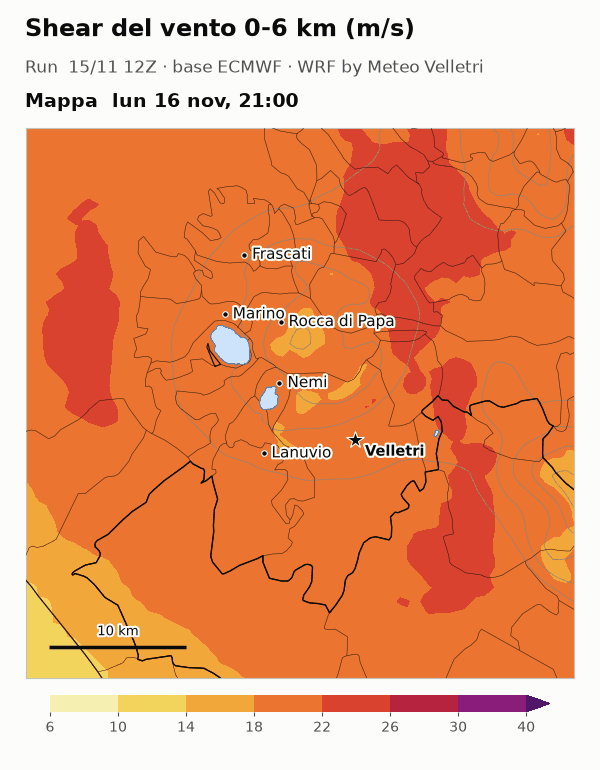 Shear del vento 0-6 km (m/s)
Run  15/11 12Z · base ECMWF · WRF by Meteo Velletri
Mappa  lun 16 nov, 21:00
Frascati
Marino
Rocca di Papa
Nemi
Velletri
Lanuvio
10 km
6 10 14 18 22 26 30 40